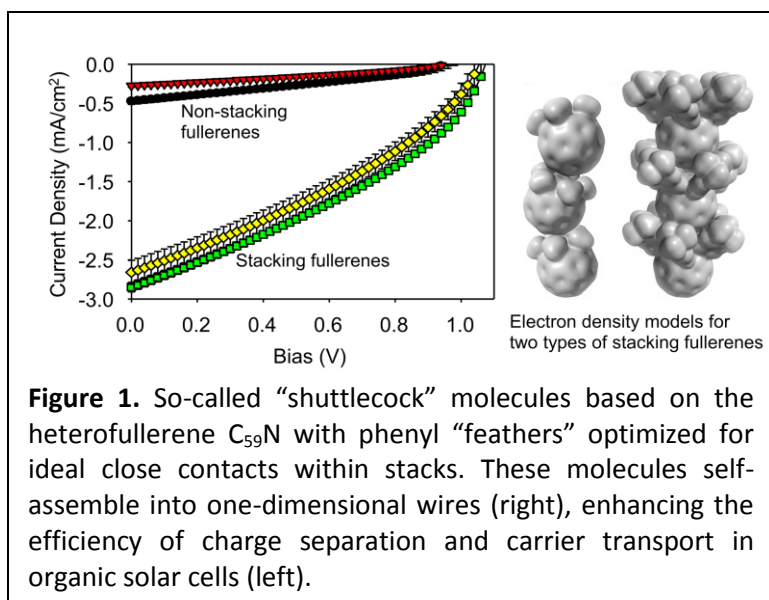 0.0
-0.5
-1.0
-1.5
-2.0
-2.5
-3.0
Current Density (mA/cm²)
Non-stacking
fullerenes
Stacking fullerenes
0.0 0.2 0.4 0.6 0.8 1.0
Bias (V)
Electron density models for
two types of stacking fullerenes
Figure 1. So-called “shuttlecock” molecules based on the
heterofullerene C₅₉N with phenyl “feathers” optimized for
ideal close contacts within stacks. These molecules self-
assemble into one-dimensional wires (right), enhancing the
efficiency of charge separation and carrier transport in
organic solar cells (left).